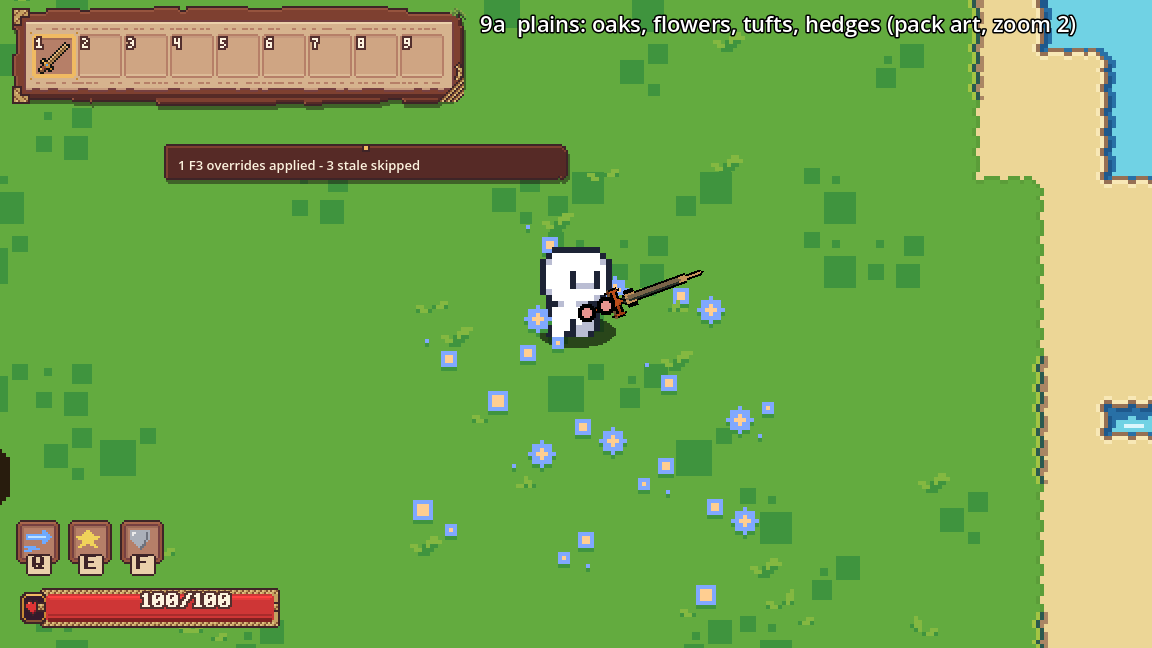 9a  plains: oaks, flowers, tufts, hedges (pack art, zoom 2)
1 2 3 4 5 6 7 8 9
1 F3 overrides applied - 3 stale skipped
Q E F
100/100